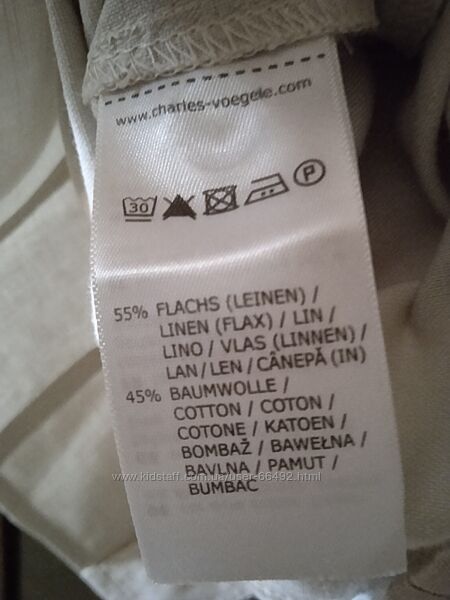 www.charles-voegele.com
30 P
55% FLACHS (LEINEN) /
LINEN (FLAX) / LIN /
LINO / VLAS (LINNEN) /
LAN / LEN / CÂNEPĂ (IN)
45% BAUMWOLLE /
COTTON / COTON /
COTONE / KATOEN /
BOMBAŽ / BAWEŁNA /
BAVLNA / PAMUT /
BUMBAC
www.kidstaff.com.ua/user-66492.html